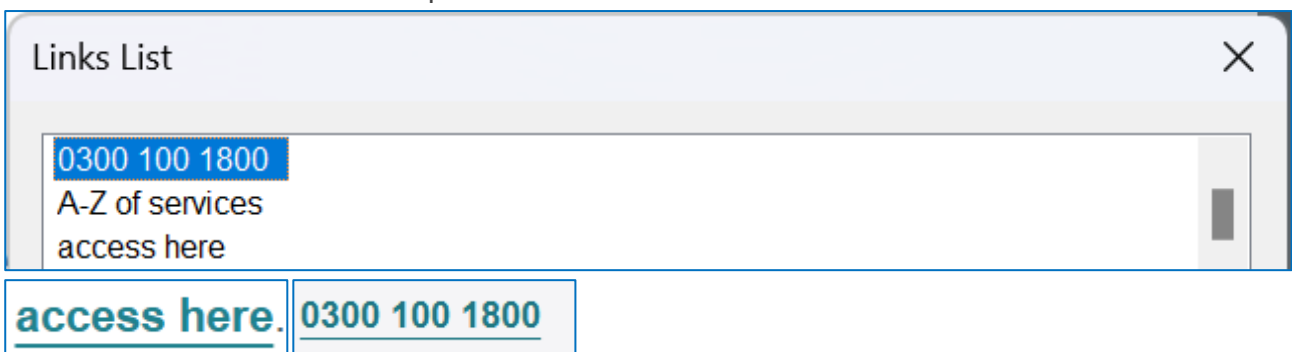 Links List
0300 100 1800
A-Z of services
access here
access here.
0300 100 1800